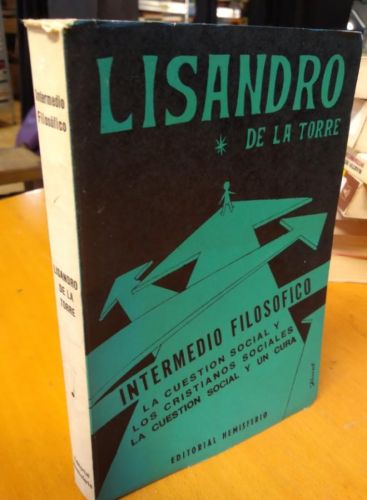 LISANDRO
DE LA TORRE
INTERMEDIO FILOSOFICO
LA CUESTION SOCIAL Y
LOS CRISTIANOS SOCIALES
LA CUESTION SOCIAL Y UN CURA
EDITORIAL HEMISFERIO
Intermedio
Filosófico
LISANDRO
DE LA
TORRE